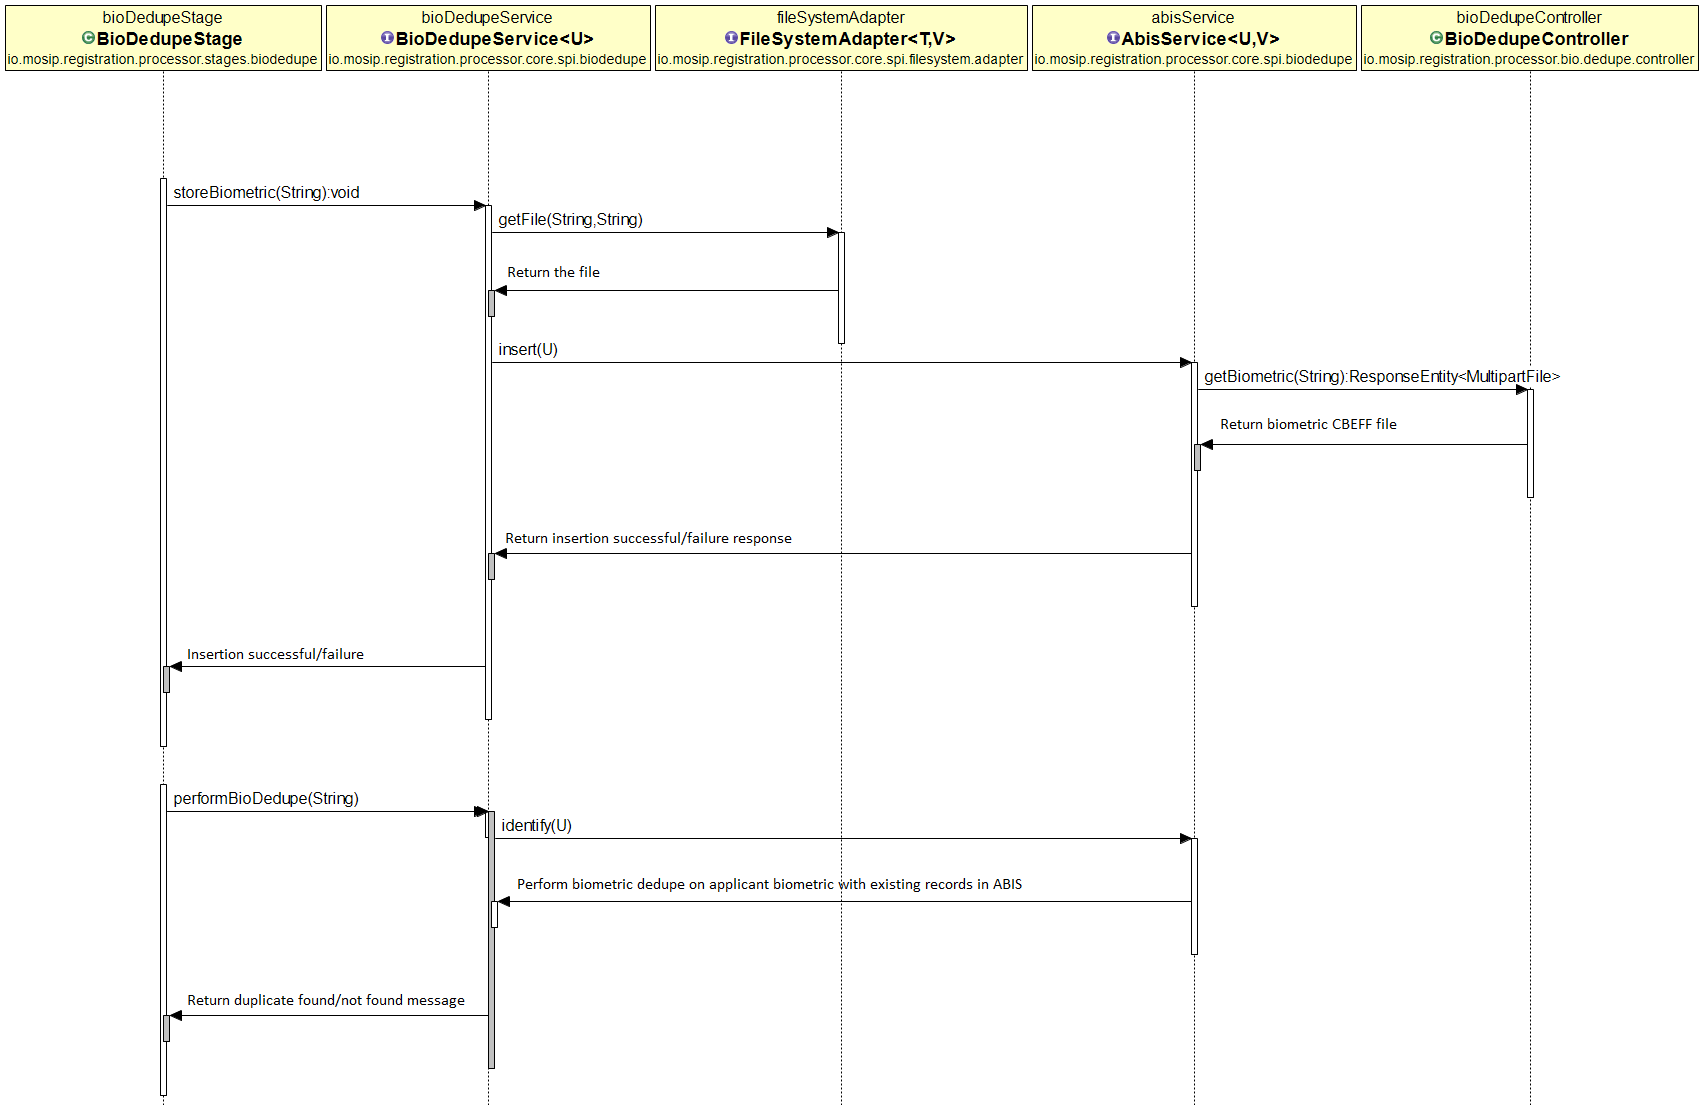 bioDedupeStage
BioDedupeStage
io.mosip.registration.processor.stages.biodedupe
bioDedupeService
BioDedupeService<U>
io.mosip.registration.processor.core.spi.biodedupe
fileSystemAdapter
FileSystemAdapter<T,V>
io.mosip.registration.processor.core.spi.filesystem.adapter
abisService
AbisService<U,V>
io.mosip.registration.processor.core.spi.biodedupe
bioDedupeController
BioDedupeController
io.mosip.registration.processor.bio.dedupe.controller
storeBiometric(String):void
getFile(String,String)
Return the file
insert(U)
getBiometric(String):ResponseEntity<MultipartFile>
Return biometric CBEFF file
Return insertion successful/failure response
Insertion successful/failure
performBioDedupe(String)
identify(U)
Perform biometric dedupe on applicant biometric with existing records in ABIS
Return duplicate found/not found message